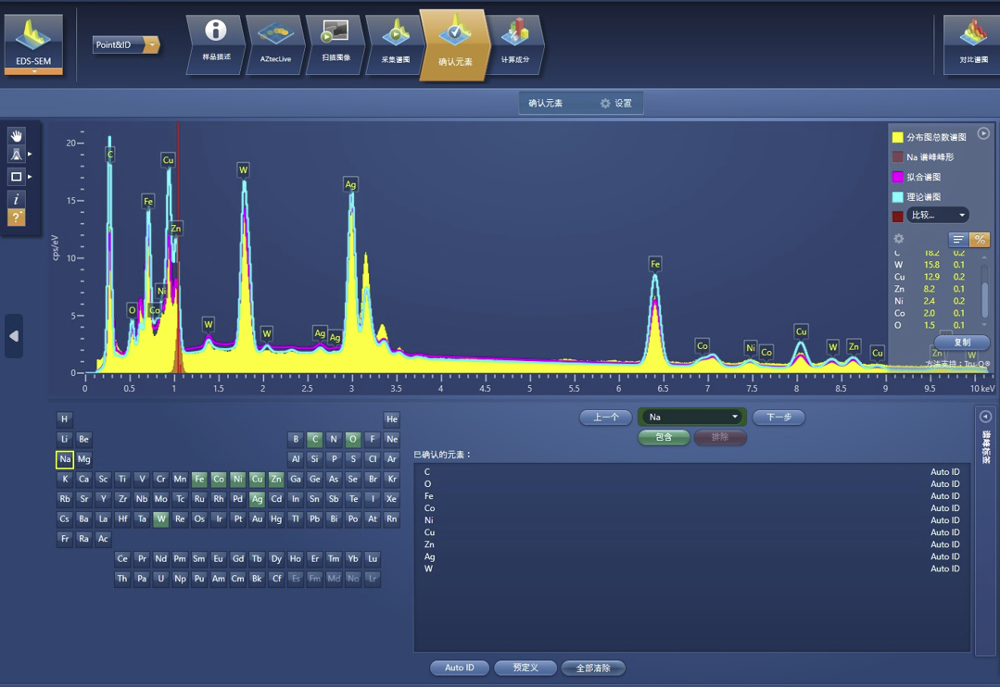 EDS-SEM
Point&ID
样品描述
AZtecLive
扫描图像
采集谱图
确认元素
计算成分
对比谱图
确认元素
设置
cps/eV
20
15
10
5
0
C
O
Fe
Co
Ni
Cu
Zn
W
W
W
Ag
Ag
Ag
Fe
Co
Ni
Co
Cu
W
Zn
Cu
Zn
W
0 0.5 1 1.5 2 2.5 3 3.5 4 4.5 5 5.5 6 6.5 7 7.5 8 8.5 9 9.5 10 keV
分布图总数谱图
Na 谱峰峰形
拟合谱图
理论谱图
比较...
%
C 18.2 0.2
W 15.8 0.1
Cu 12.9 0.2
Zn 8.2 0.1
Ni 2.4 0.2
Co 2.0 0.1
O 1.5 0.1
复制
方法支持：Tru-Q®
H He
Li Be B C N O F Ne
Na Mg Al Si P S Cl Ar
K Ca Sc Ti V Cr Mn Fe Co Ni Cu Zn Ga Ge As Se Br Kr
Rb Sr Y Zr Nb Mo Tc Ru Rh Pd Ag Cd In Sn Sb Te I Xe
Cs Ba La Hf Ta W Re Os Ir Pt Au Hg Tl Pb Bi Po At Rn
Fr Ra Ac
Ce Pr Nd Pm Sm Eu Gd Tb Dy Ho Er Tm Yb Lu
Th Pa U Np Pu Am Cm Bk Cf Es Fm Md No Lr
上一个
Na
下一步
包含
排除
已确认的元素：
C Auto ID
O Auto ID
Fe Auto ID
Co Auto ID
Ni Auto ID
Cu Auto ID
Zn Auto ID
Ag Auto ID
W Auto ID
Auto ID
预定义
全部清除